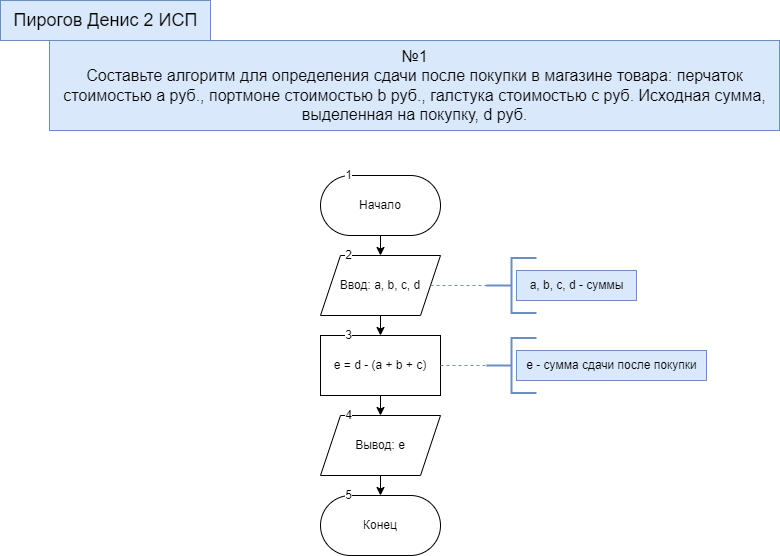 Пирогов Денис 2 ИСП
№1
Составьте алгоритм для определения сдачи после покупки в магазине товара: перчаток
стоимостью a руб., портмоне стоимостью b руб., галстука стоимостью c руб. Исходная сумма,
выделенная на покупку, d руб.
1
Начало
2
Ввод: a, b, c, d
a, b, c, d - суммы
3
e = d - (a + b + c)
e - сумма сдачи после покупки
4
Вывод: e
5
Конец